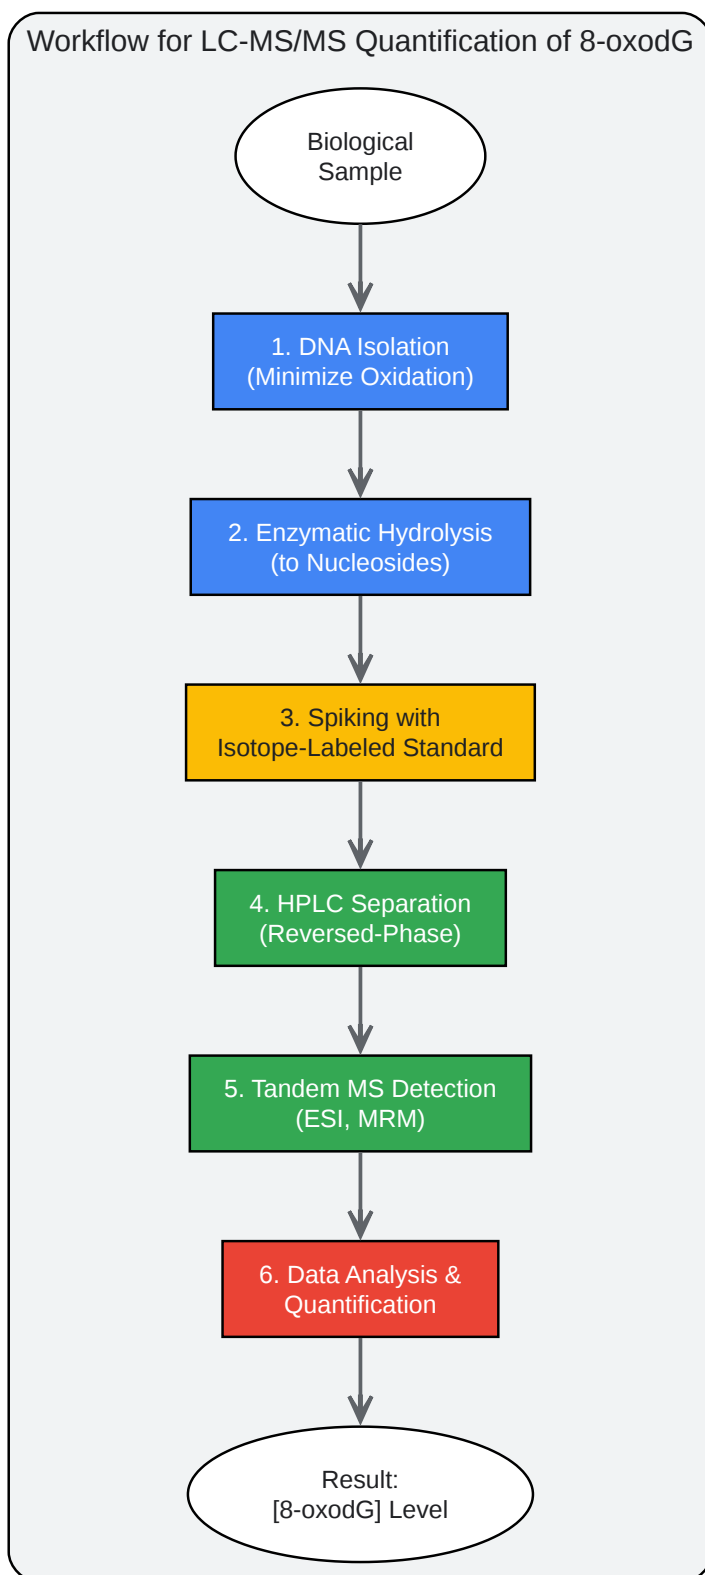 Workflow for LC-MS/MS Quantification of 8-oxodG
Biological
Sample
1. DNA Isolation
(Minimize Oxidation)
2. Enzymatic Hydrolysis
(to Nucleosides)
3. Spiking with
Isotope-Labeled Standard
4. HPLC Separation
(Reversed-Phase)
5. Tandem MS Detection
(ESI, MRM)
6. Data Analysis &
Quantification
Result:
[8-oxodG] Level